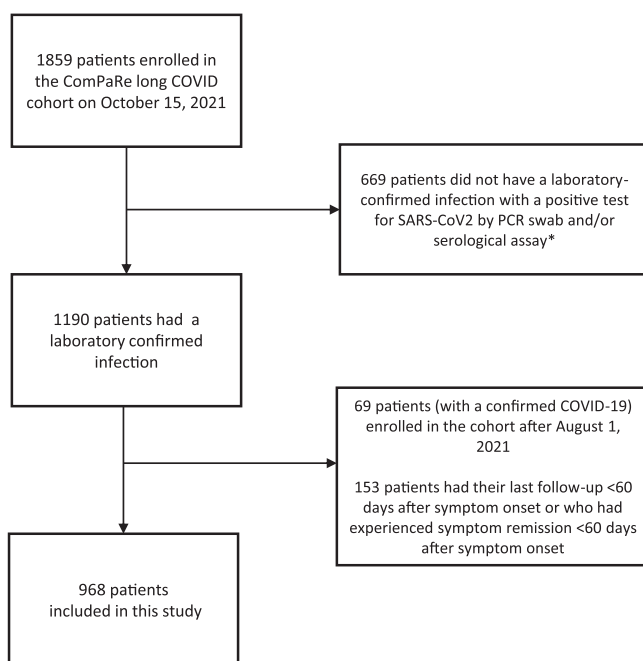 1859 patients enrolled in
the ComPaRe long COVID
cohort on October 15, 2021
669 patients did not have a laboratory-
confirmed infection with a positive test
for SARS-CoV2 by PCR swab and/or
serological assay*
1190 patients had a
laboratory confirmed
infection
69 patients (with a confirmed COVID-19)
enrolled in the cohort after August 1,
2021
153 patients had their last follow-up <60
days after symptom onset or who had
experienced symptom remission <60 days
after symptom onset
968 patients
included in this study